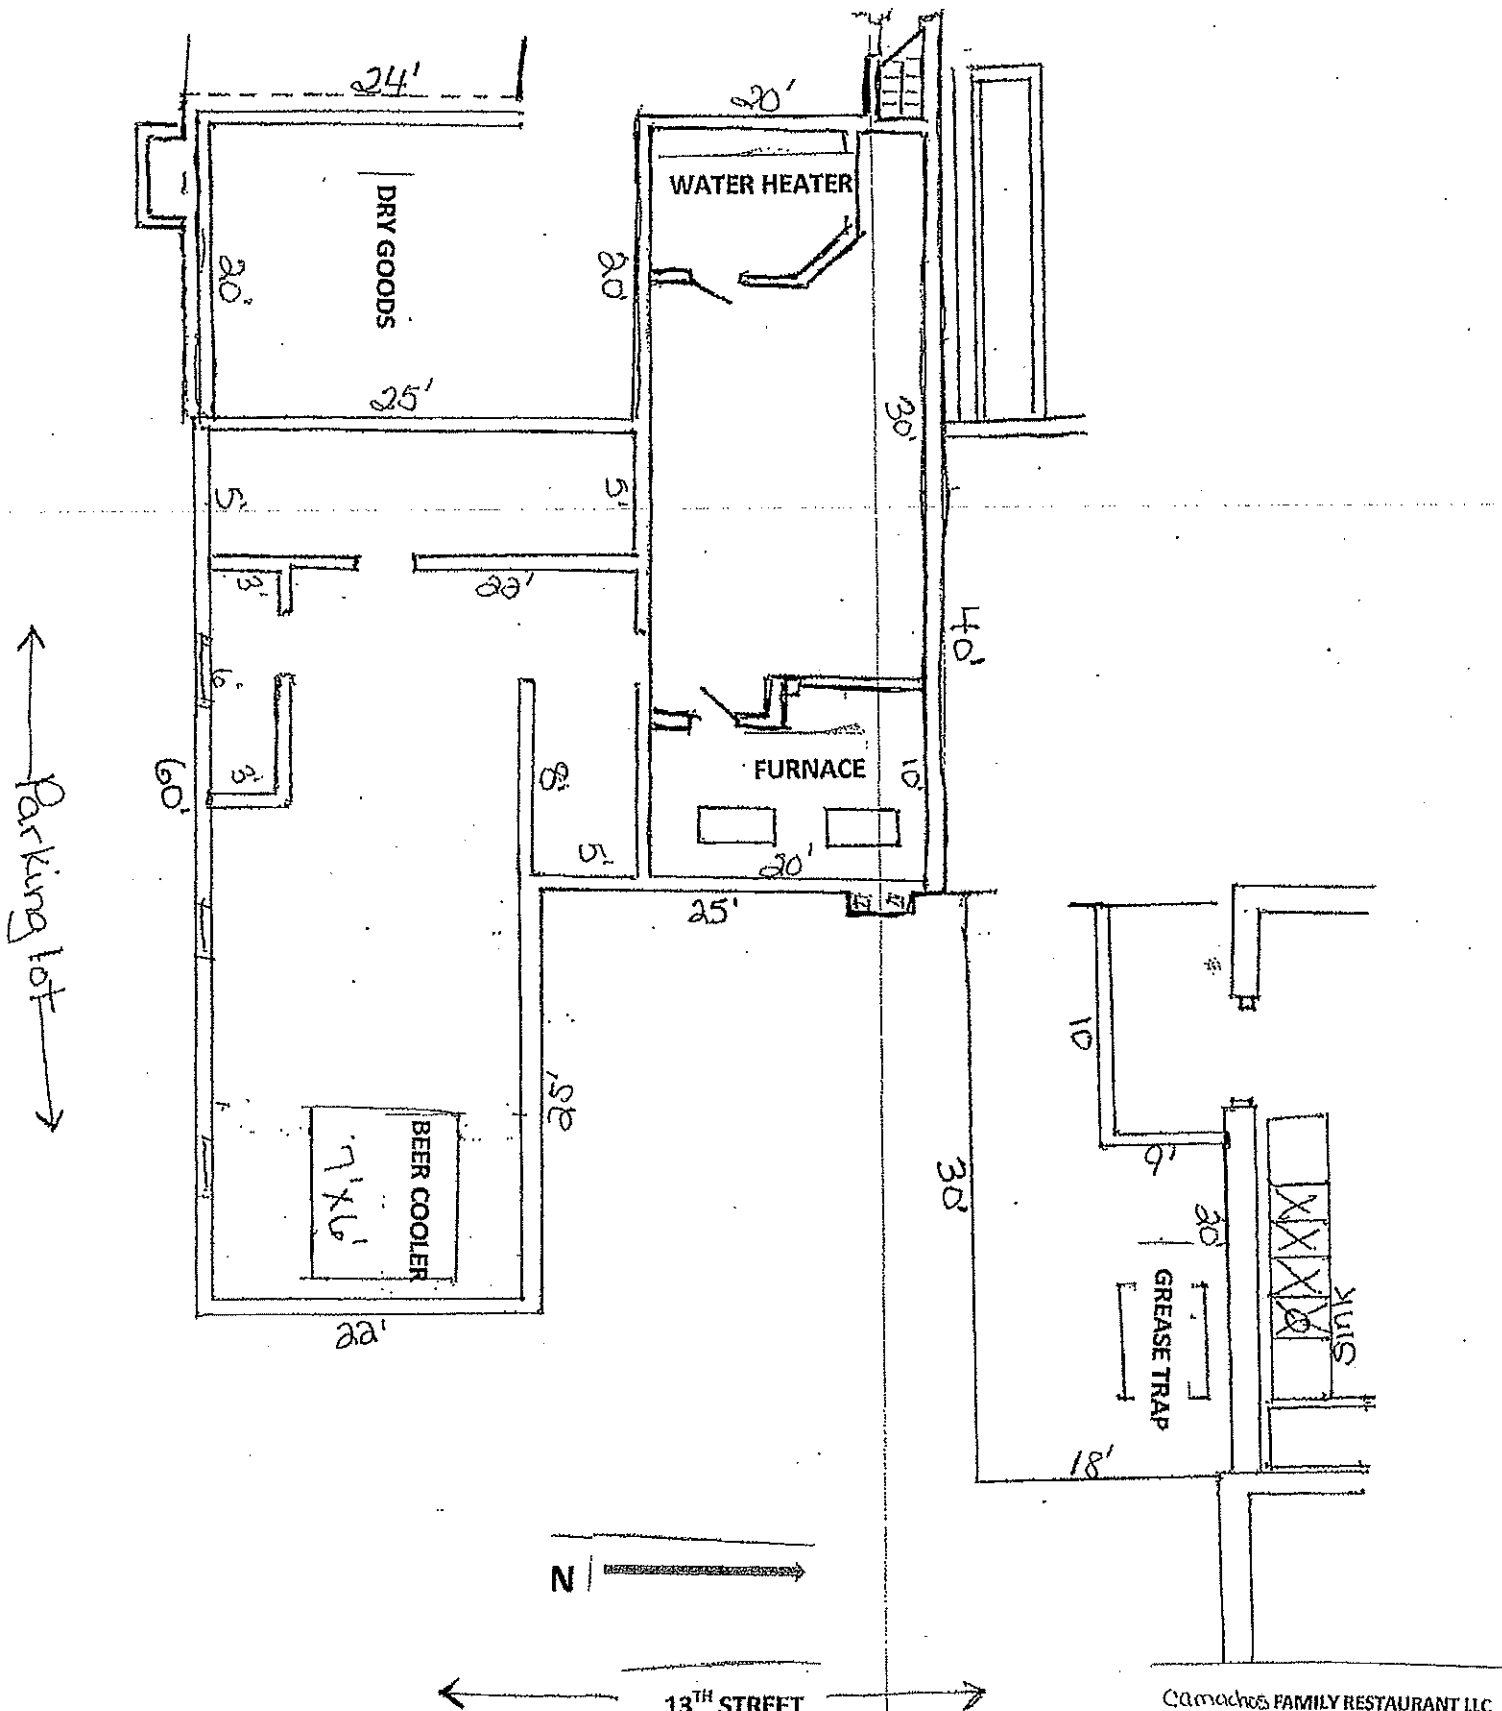 24'
20'
WATER HEATER
DRY GOODS
20'
20'
25'
30'
5'
5'
3'
22'
40'
6'
3'
8'
FURNACE
10'
60'
5'
20'
25'
Parking lot
10
25'
9'
30'
20'
BEER COOLER
7'X6'
GREASE TRAP
Sink
22'
18'
N
13TH STREET
Camachos FAMILY RESTAURANT LLC